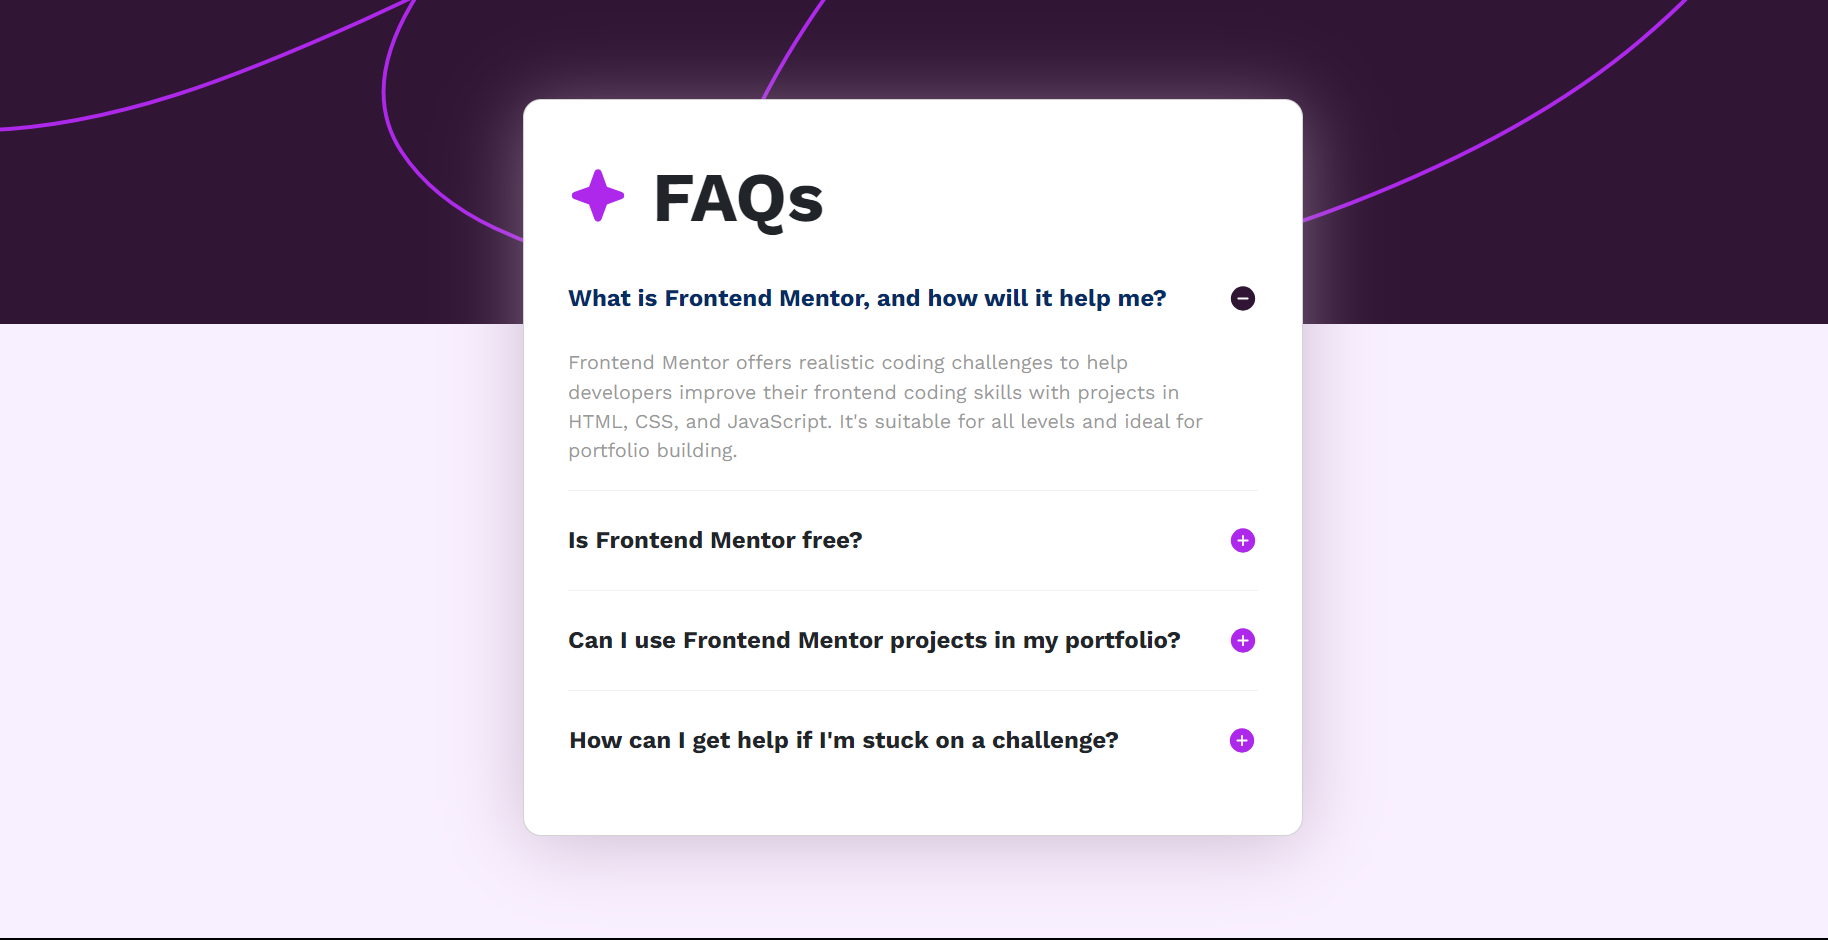 FAQs
What is Frontend Mentor, and how will it help me?
Frontend Mentor offers realistic coding challenges to help
developers improve their frontend coding skills with projects in
HTML, CSS, and JavaScript. It's suitable for all levels and ideal for
portfolio building.
Is Frontend Mentor free?
Can I use Frontend Mentor projects in my portfolio?
How can I get help if I'm stuck on a challenge?